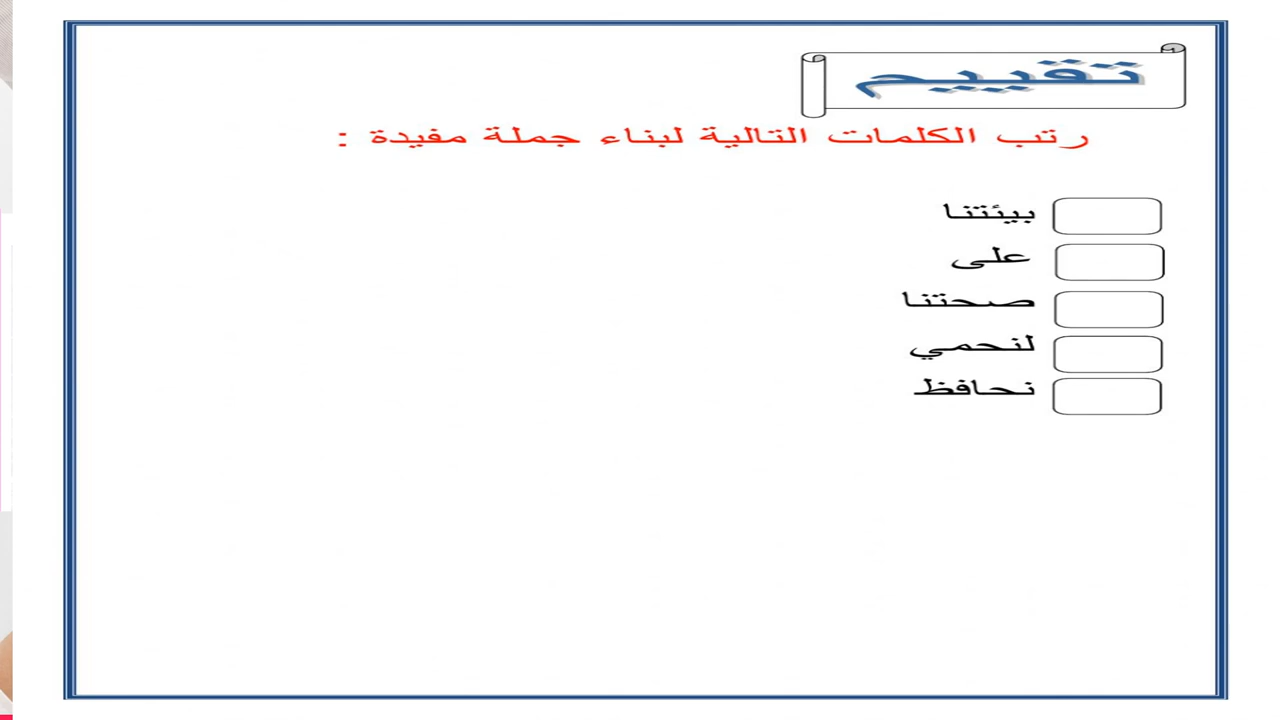 تقييم
رتب الكلمات التالية لبناء جملة مفيدة :
بيئتنا
على
صحتنا
لنحمي
نحافظ